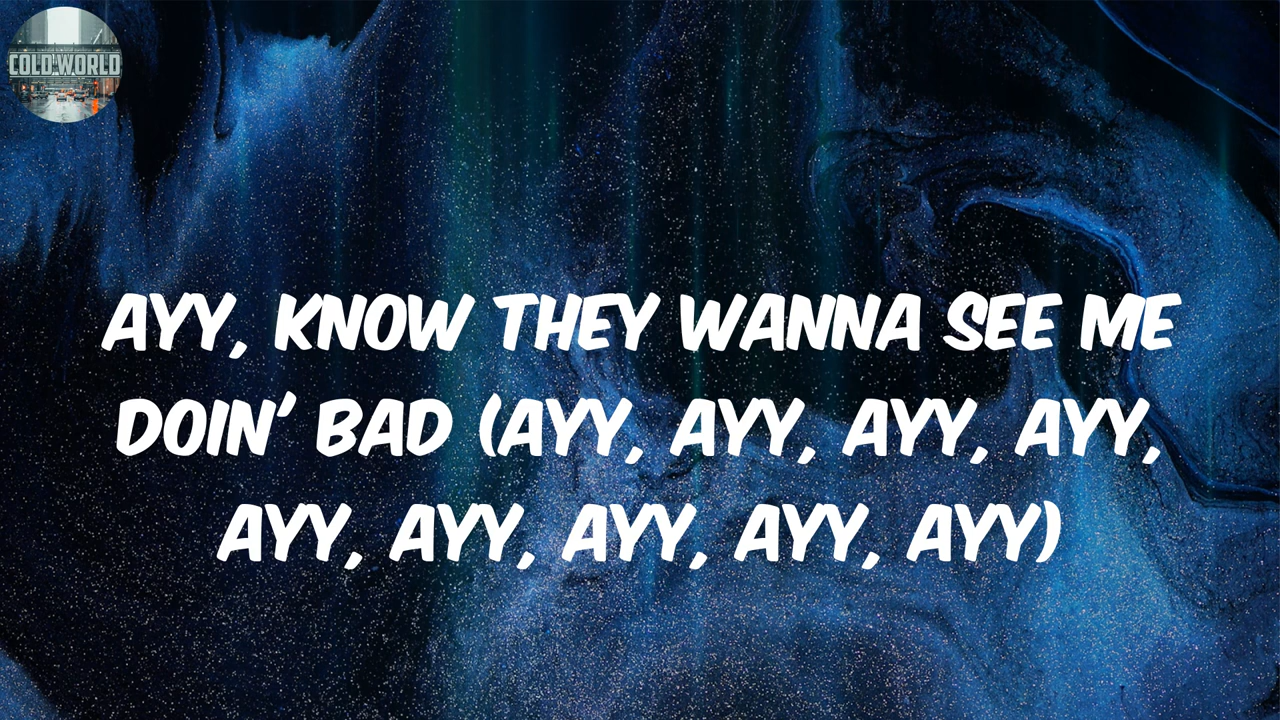 COLD WORLD
AYY, KNOW THEY WANNA SEE ME
DOIN' BAD (AYY, AYY, AYY, AYY,
AYY, AYY, AYY, AYY, AYY)